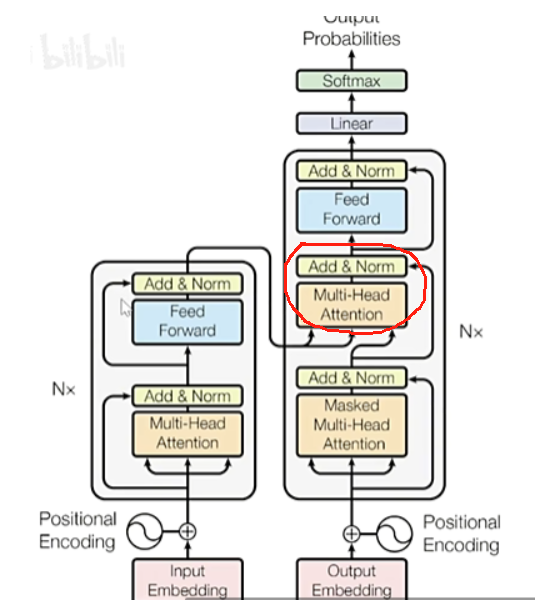 Output
Probabilities
bilibili
Softmax
Linear
Add & Norm
Feed
Forward
Add & Norm
Multi-Head
Attention
Nx
Add & Norm
Masked
Multi-Head
Attention
Add & Norm
Feed
Forward
Nx
Add & Norm
Multi-Head
Attention
Positional
Encoding
Positional
Encoding
Input
Embedding
Output
Embedding